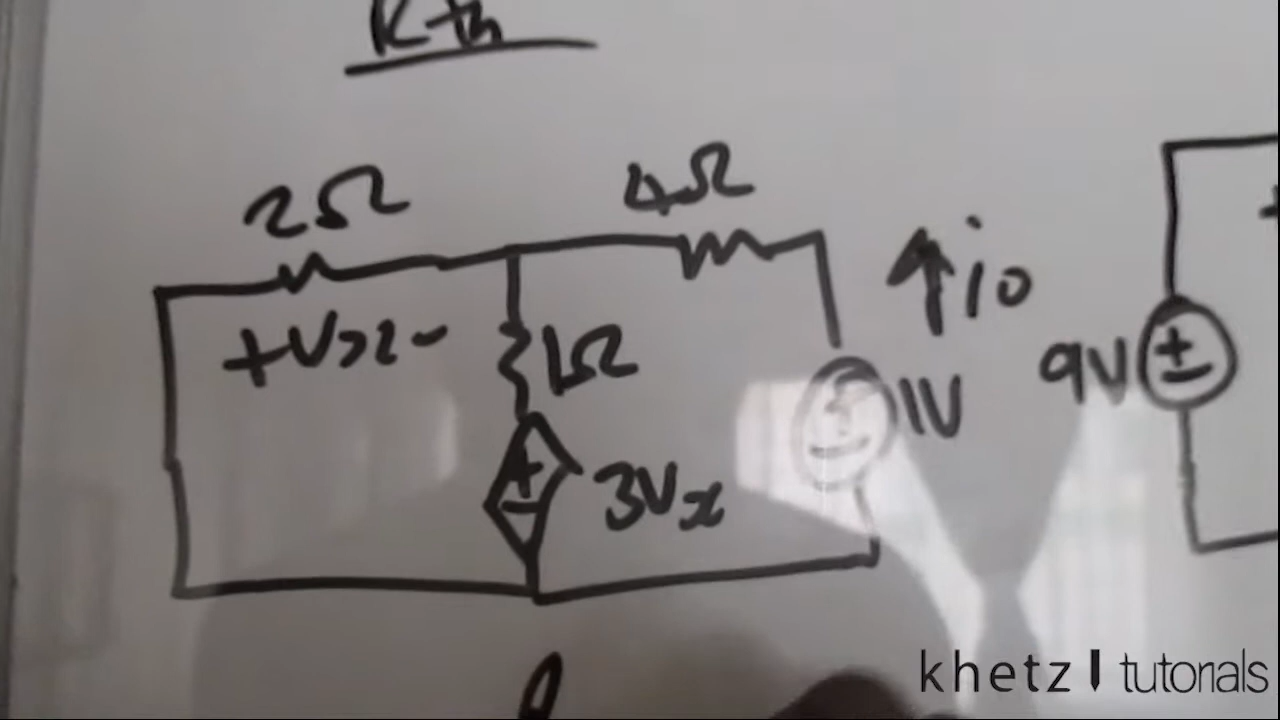 Rth
2Ω
4Ω
+Vx-
1Ω
io
+
-
3Vx
1V
9V
+
-
khetz tutorials